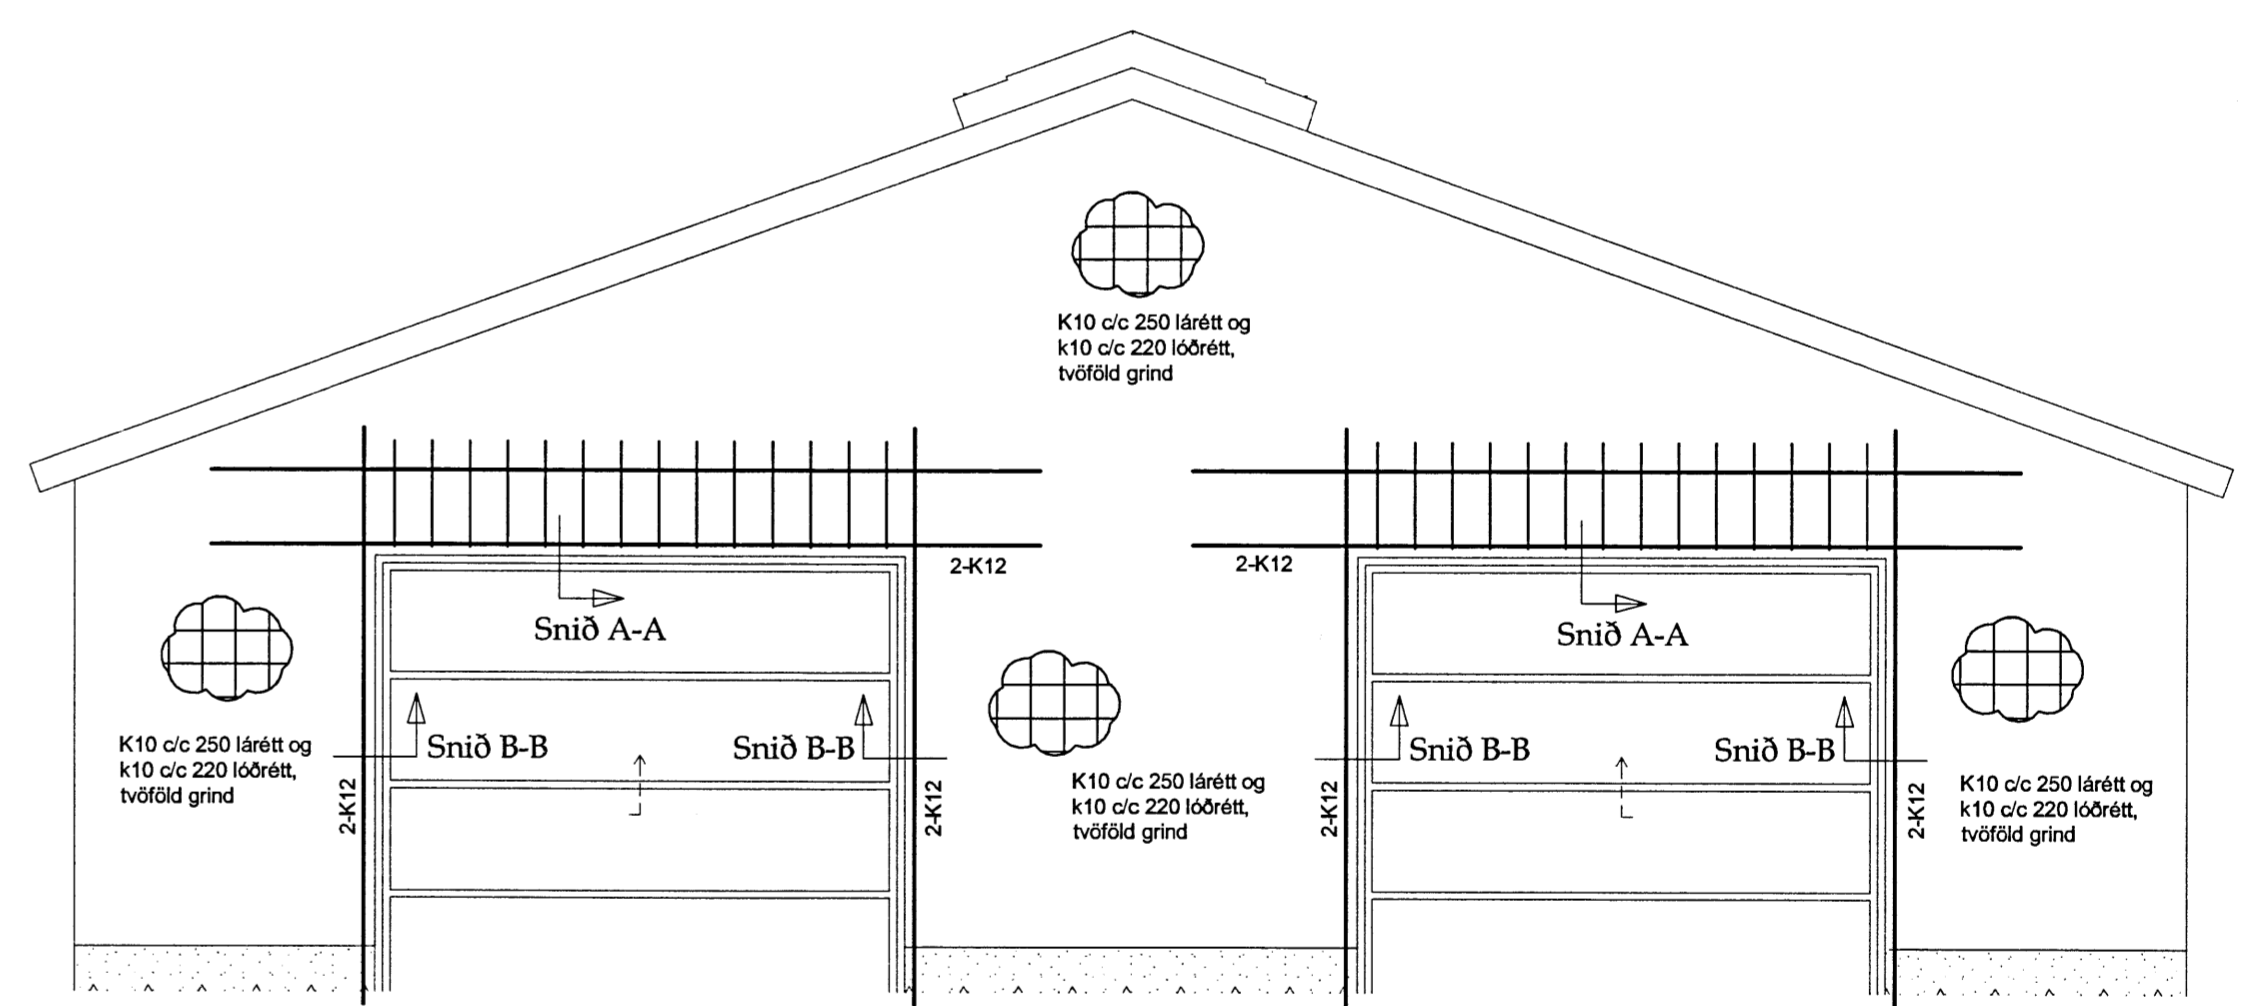 K10 c/c 250 lárétt og
k10 c/c 220 lóðrétt,
tvöföld grind
2-K12
2-K12
Snið A-A
Snið A-A
K10 c/c 250 lárétt og
k10 c/c 220 lóðrétt,
tvöföld grind
2-K12
Snið B-B
Snið B-B
2-K12
K10 c/c 250 lárétt og
k10 c/c 220 lóðrétt,
tvöföld grind
2-K12
Snið B-B
Snið B-B
2-K12
K10 c/c 250 lárétt og
k10 c/c 220 lóðrétt,
tvöföld grind